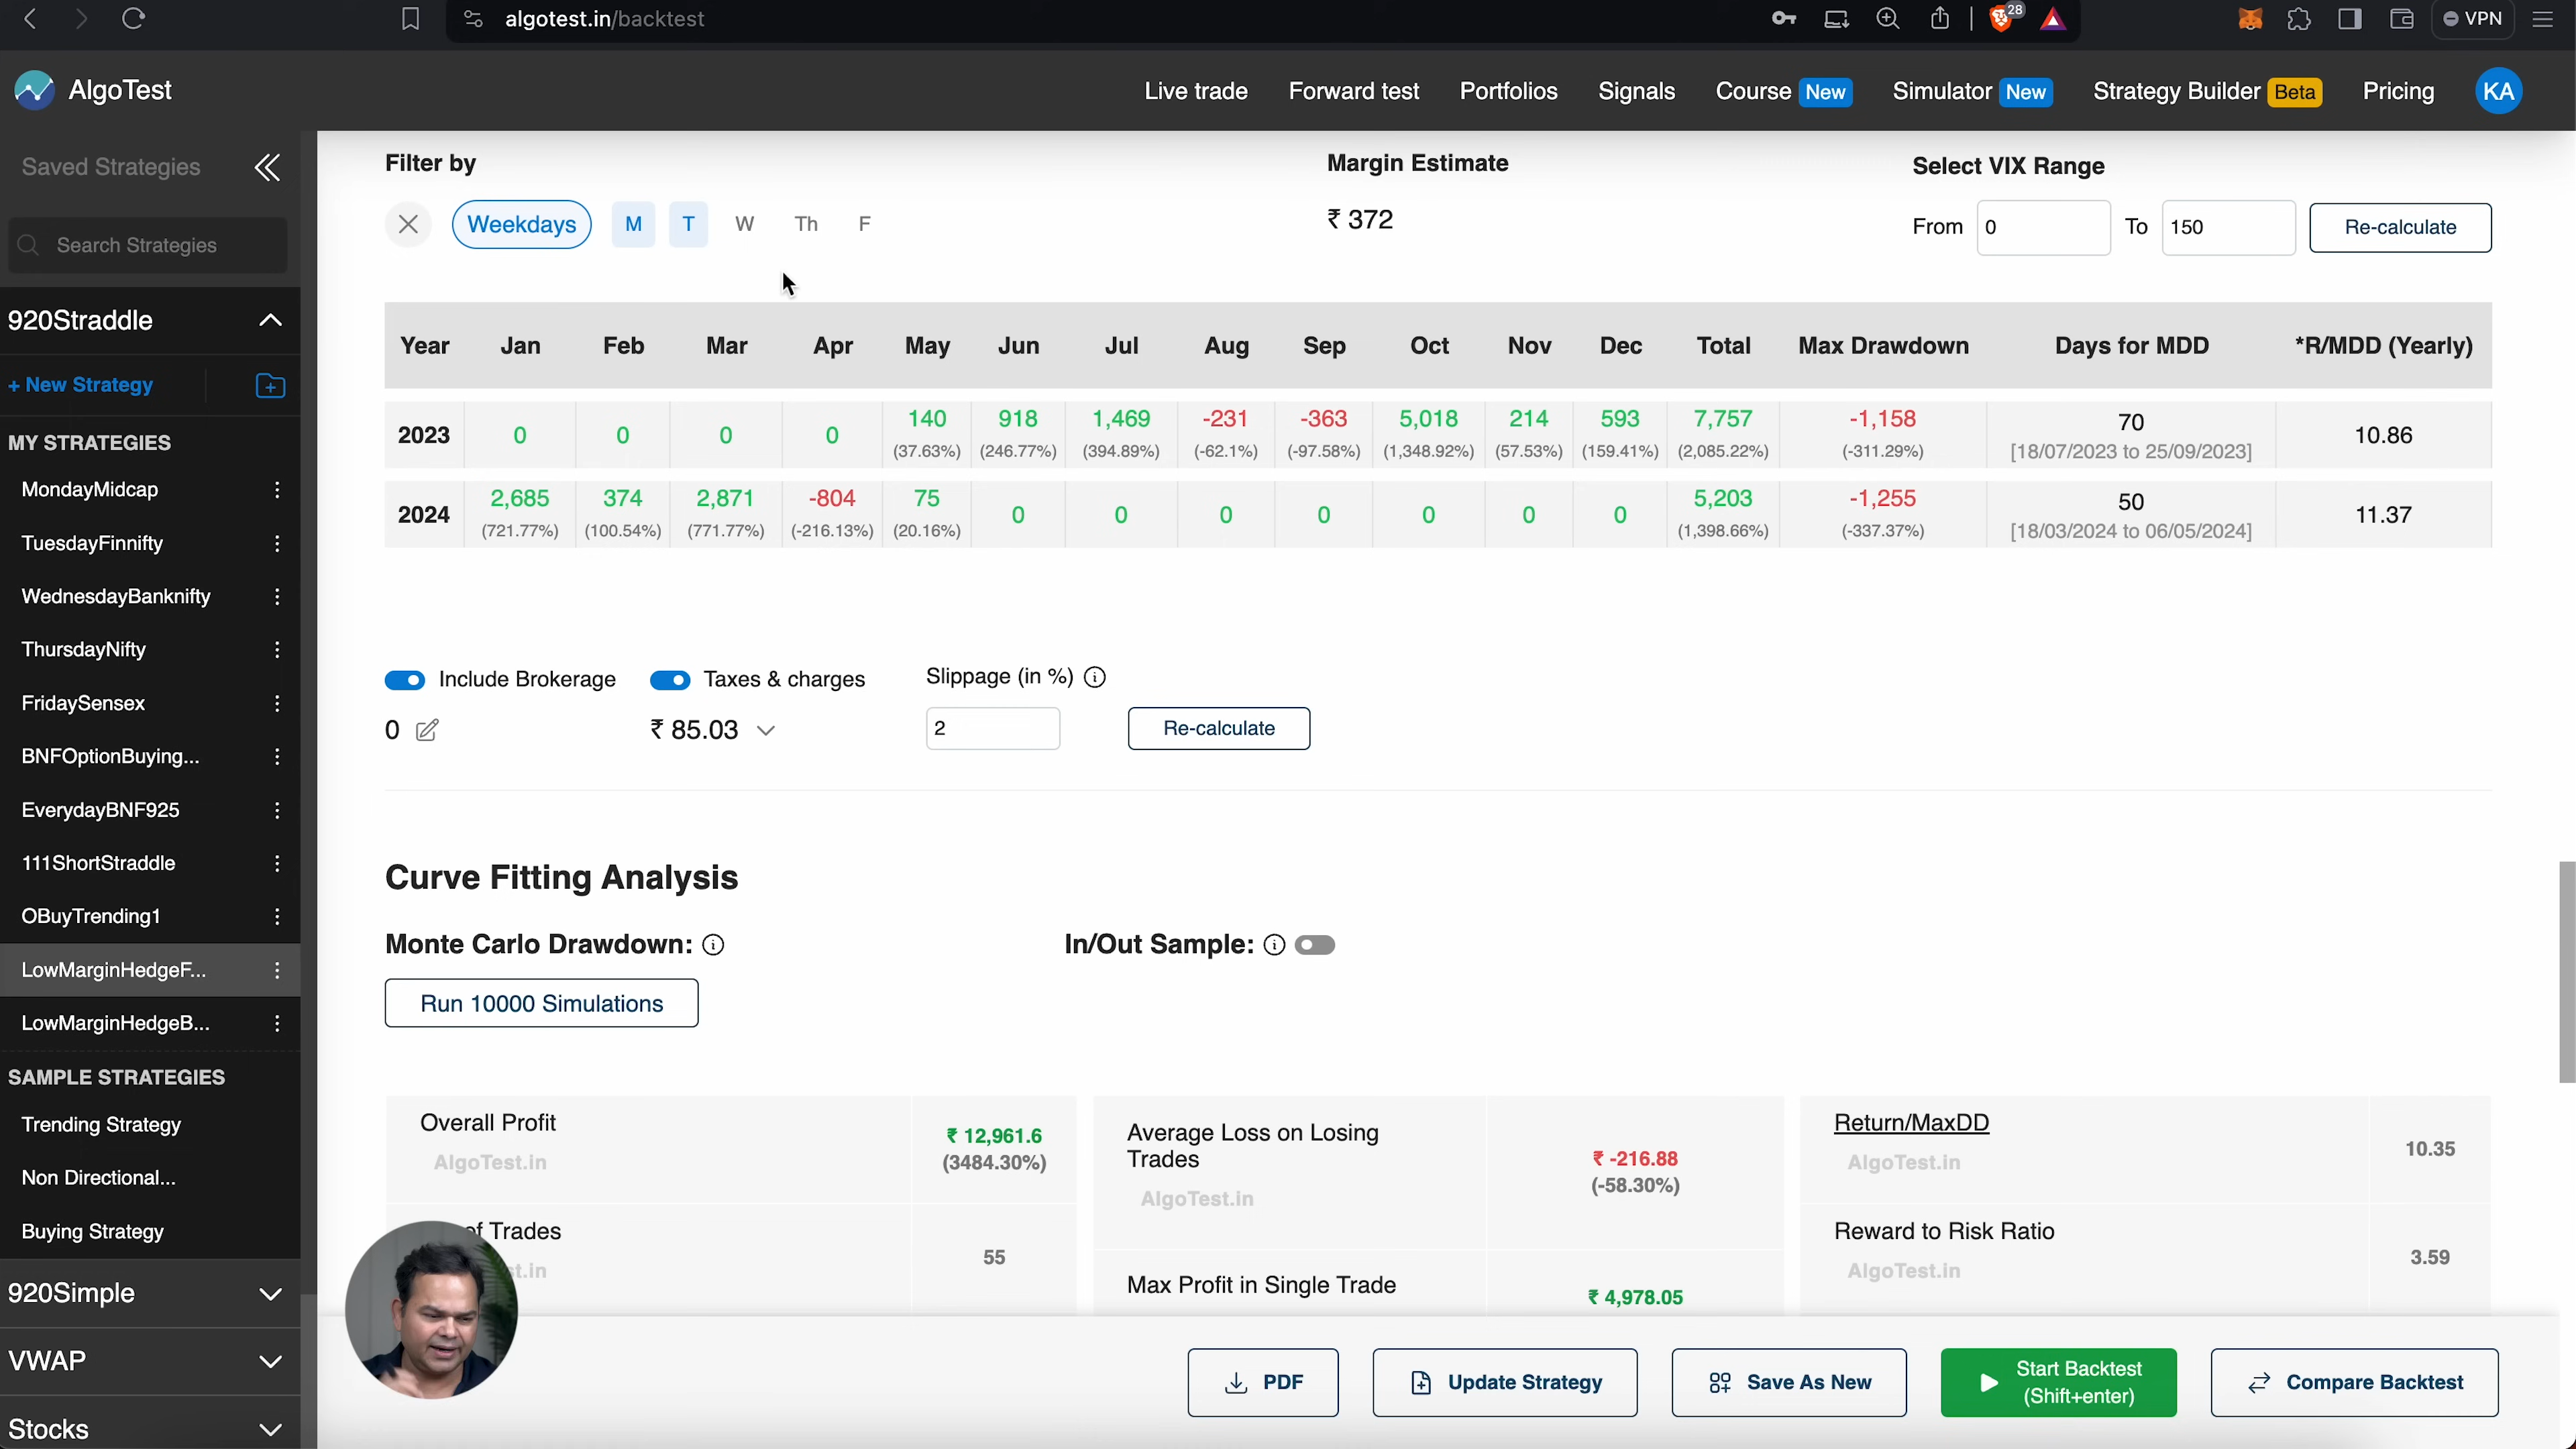 algotest.in/backtest
28
VPN
AlgoTest
Live trade
Forward test
Portfolios
Signals
Course New
Simulator New
Strategy Builder Beta
Pricing
KA
Saved Strategies
Search Strategies
920Straddle
+ New Strategy
MY STRATEGIES
MondayMidcap
TuesdayFinnifty
WednesdayBanknifty
ThursdayNifty
FridaySensex
BNFOptionBuying...
EverydayBNF925
111ShortStraddle
OBuyTrending1
LowMarginHedgeF...
LowMarginHedgeB...
SAMPLE STRATEGIES
Trending Strategy
Non Directional...
Buying Strategy
920Simple
VWAP
Stocks
Filter by
Weekdays M T W Th F
Margin Estimate
₹ 372
Select VIX Range
From 0 To 150 Re-calculate
Year Jan Feb Mar Apr May Jun Jul Aug Sep Oct Nov Dec Total Max Drawdown Days for MDD *R/MDD (Yearly)
2023 0 0 0 0 140 918 1,469 -231 -363 5,018 214 593 7,757 -1,158 70 10.86
(37.63%) (246.77%) (394.89%) (-62.1%) (-97.58%) (1,348.92%) (57.53%) (159.41%) (2,085.22%) (-311.29%) [18/07/2023 to 25/09/2023]
2024 2,685 374 2,871 -804 75 0 0 0 0 0 0 0 5,203 -1,255 50 11.37
(721.77%) (100.54%) (771.77%) (-216.13%) (20.16%) (1,398.66%) (-337.37%) [18/03/2024 to 06/05/2024]
Include Brokerage
0
Taxes & charges
₹ 85.03
Slippage (in %)
2
Re-calculate
Curve Fitting Analysis
Monte Carlo Drawdown:
Run 10000 Simulations
In/Out Sample:
Overall Profit
AlgoTest.in
₹ 12,961.6
(3484.30%)
of Trades
st.in
55
Average Loss on Losing
Trades
AlgoTest.in
₹ -216.88
(-58.30%)
Max Profit in Single Trade
₹ 4,978.05
Return/MaxDD
AlgoTest.in
10.35
Reward to Risk Ratio
AlgoTest.in
3.59
PDF
Update Strategy
Save As New
Start Backtest
(Shift+enter)
Compare Backtest